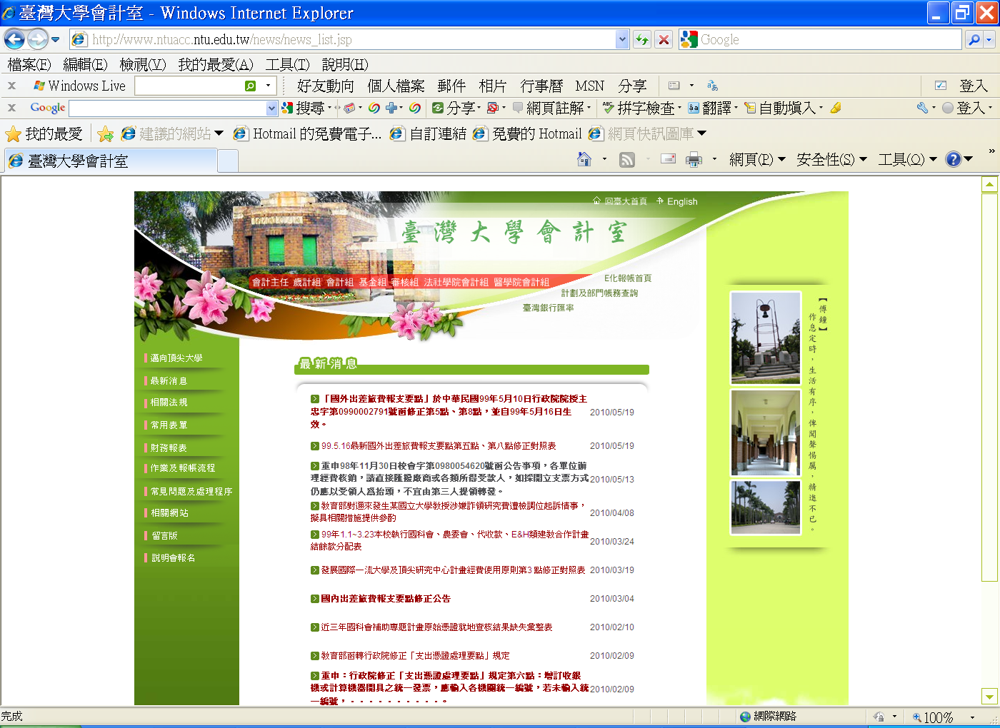 臺灣大學會計室 - Windows Internet Explorer
http://www.ntuacc.ntu.edu.tw/news/news_list.jsp
Google
檔案(F) 編輯(E) 檢視(V) 我的最愛(A) 工具(T) 說明(H)
Windows Live 好友動向 個人檔案 郵件 相片 行事曆 MSN 分享 登入
Google 搜尋 分享 網頁註解 拼字檢查 翻譯 自動填入 登入
我的最愛 建議的網站 Hotmail 的免費電子... 自訂連結 免費的 Hotmail 網頁快訊圖庫
臺灣大學會計室 網頁(P) 安全性(S) 工具(O)
回臺大首頁 English
臺灣大學會計室
會計主任 歲計組 會計組 基金組 審核組 法社學院會計組 醫學院會計組
E化報帳首頁
計劃及部門帳務查詢
臺灣銀行匯率
邁向頂尖大學
最新消息
相關法規
常用表單
財務報表
作業及報帳流程
常見問題及處理程序
相關網站
留言版
說明會報名
最新消息
「國外出差旅費報支要點」於中華民國99年5月10日行政院院授主
忠字第0990002791號函修正第5點、第8點，並自99年5月16日生
效。
2010/05/19
99.5.16最新國外出差旅費報支要點第五點、第八點修正對照表 2010/05/19
重申98年11月30日校會字第0980054620號函公告事項，各單位辦
理經費核銷，請直接匯撥廠商或各類所得受款人，如採開立支票方式
仍應以受領人為抬頭，不宜由第三人提領轉發。
2010/05/13
教育部對邇來發生某國立大學教授涉嫌詐領研究費遭檢調位起訴情事，
擬具相關措施提供參酌
2010/04/08
99年1.1~3.23本校執行國科會、農委會、代收款、E&H類建教合作計畫
結餘款分配表
2010/03/24
發展國際一流大學及頂尖研究中心計畫經費使用原則第3 點修正對照表 2010/03/19
國內出差旅費報支要點修正公告 2010/03/04
近三年國科會補助專題計畫原始憑證就地查核結果缺失彙整表 2010/02/10
教育部函轉行政院修正「支出憑證處理要點」規定 2010/02/09
重申：行政院修正「支出憑證處理要點」規定第六點：增訂收銀
機或計算機器開具之統一發票，應輸入各機關統一編號，若未輸入統
一編號，- - - - - - - - - - 。
2010/02/09
【傅鐘】
作息定時，生活有序，俾聞聲惕厲，精進不已。
完成 網際網路 100%